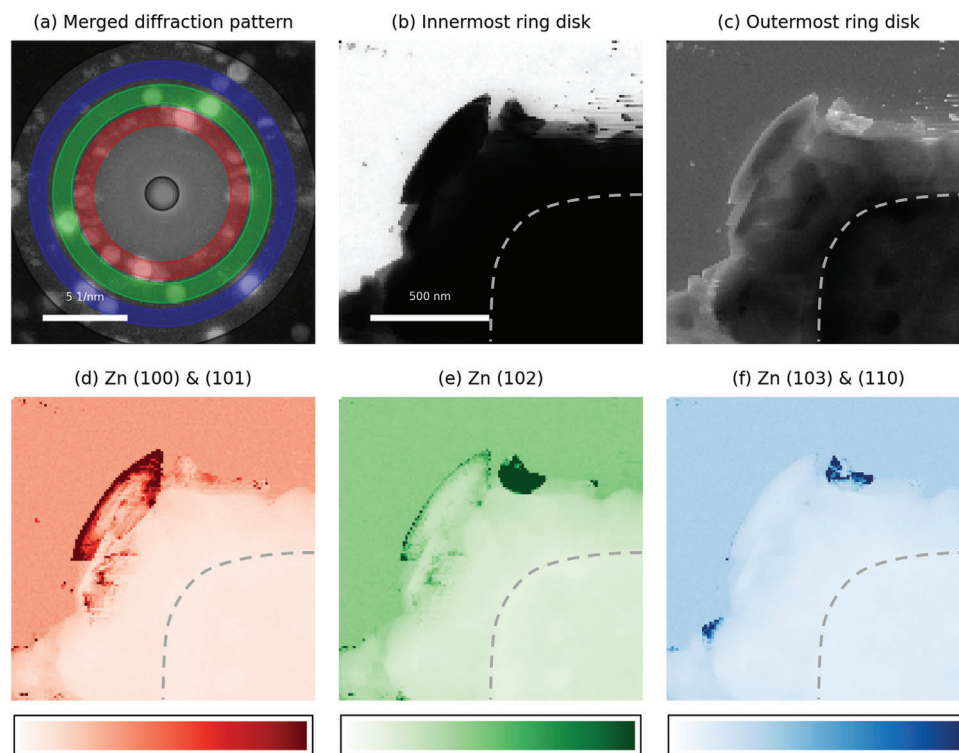 (a) Merged diffraction pattern
(b) Innermost ring disk
(c) Outermost ring disk
5 1/nm
500 nm
(d) Zn (100) & (101)
(e) Zn (102)
(f) Zn (103) & (110)